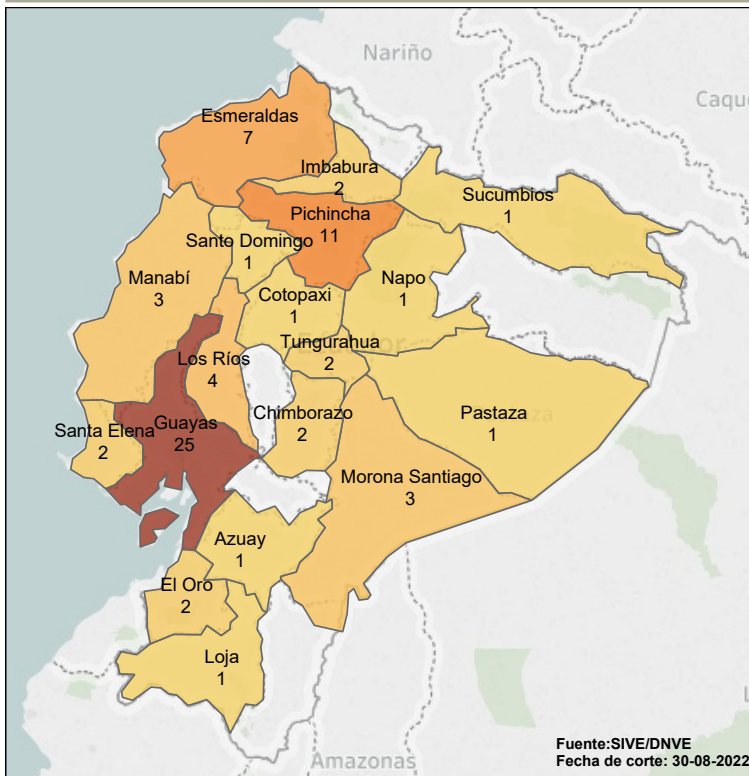 Nariño
Caque
Esmeraldas
7
Imbabura
2
Sucumbios
1
Pichincha
11
Santo Domingo
1
Manabí
3
Cotopaxi
1
Napo
1
Tungurahua
2
Los Ríos
4
Chimborazo
2
Pastaza
1
Santa Elena
2
Guayas
25
Morona Santiago
3
Azuay
1
El Oro
2
Loja
1
Amazonas
Fuente:SIVE/DNVE
Fecha de corte: 30-08-2022